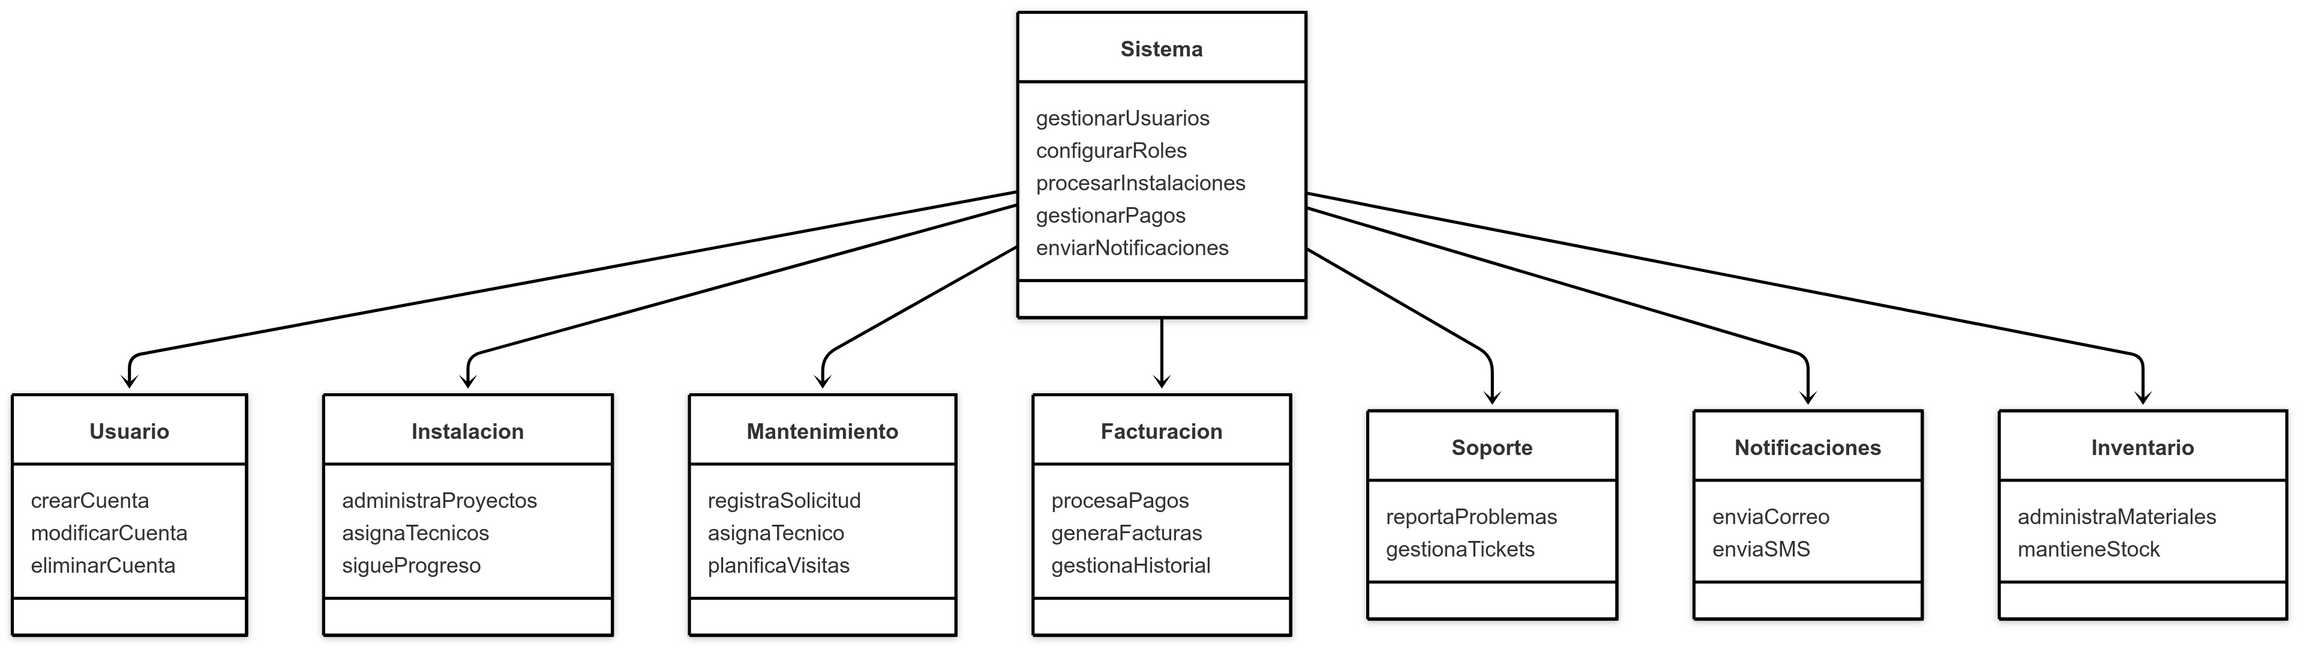 Sistema
gestionarUsuarios
configurarRoles
procesarInstalaciones
gestionarPagos
enviarNotificaciones
Usuario
crearCuenta
modificarCuenta
eliminarCuenta
Instalacion
administraProyectos
asignaTecnicos
sigueProgreso
Mantenimiento
registraSolicitud
asignaTecnico
planificaVisitas
Facturacion
procesaPagos
generaFacturas
gestionaHistorial
Soporte
reportaProblemas
gestionaTickets
Notificaciones
enviaCorreo
enviaSMS
Inventario
administraMateriales
mantieneStock